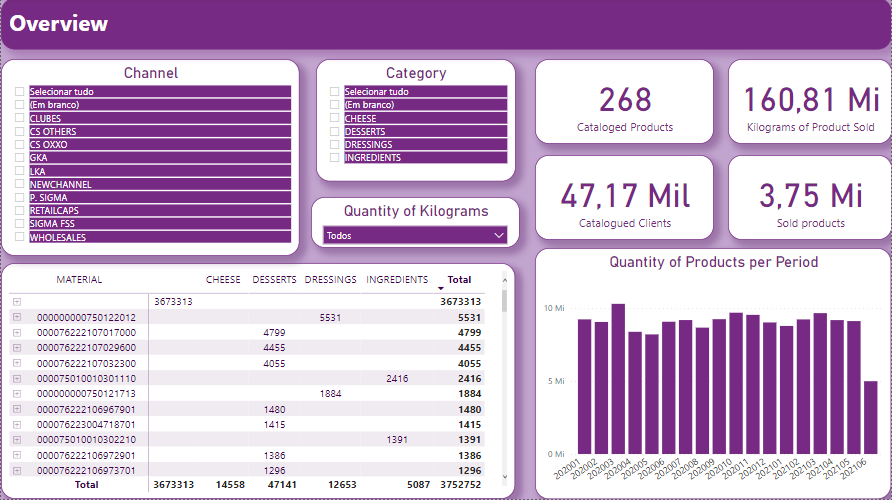 Overview
Channel
Selecionar tudo
(Em branco)
CLUBES
CS OTHERS
CS OXXO
GKA
LKA
NEWCHANNEL
P. SIGMA
RETAILCAPS
SIGMA FSS
WHOLESALES
Category
Selecionar tudo
(Em branco)
CHEESE
DESSERTS
DRESSINGS
INGREDIENTS
Quantity of Kilograms
Todos
268
Cataloged Products
160,81 Mi
Kilograms of Product Sold
47,17 Mil
Catalogued Clients
3,75 Mi
Sold products
MATERIAL CHEESE DESSERTS DRESSINGS INGREDIENTS Total
3673313 3673313
000000000750122012 5531 5531
000076222107017000 4799 4799
000076222107029600 4455 4455
000076222107032300 4055 4055
000075010010301110 2416 2416
000000000750121713 1884 1884
000076222106967901 1480 1480
000076223004718701 1415 1415
000075010010302210 1391 1391
000076222106972901 1386 1386
000076222106973701 1296 1296
Total 3673313 14558 47141 12653 5087 3752752
Quantity of Products per Period
10 Mi
5 Mi
0 Mi
202001 202002 202003 202004 202005 202006 202007 202008 202009 202010 202011 202012 202101 202102 202103 202104 202105 202106